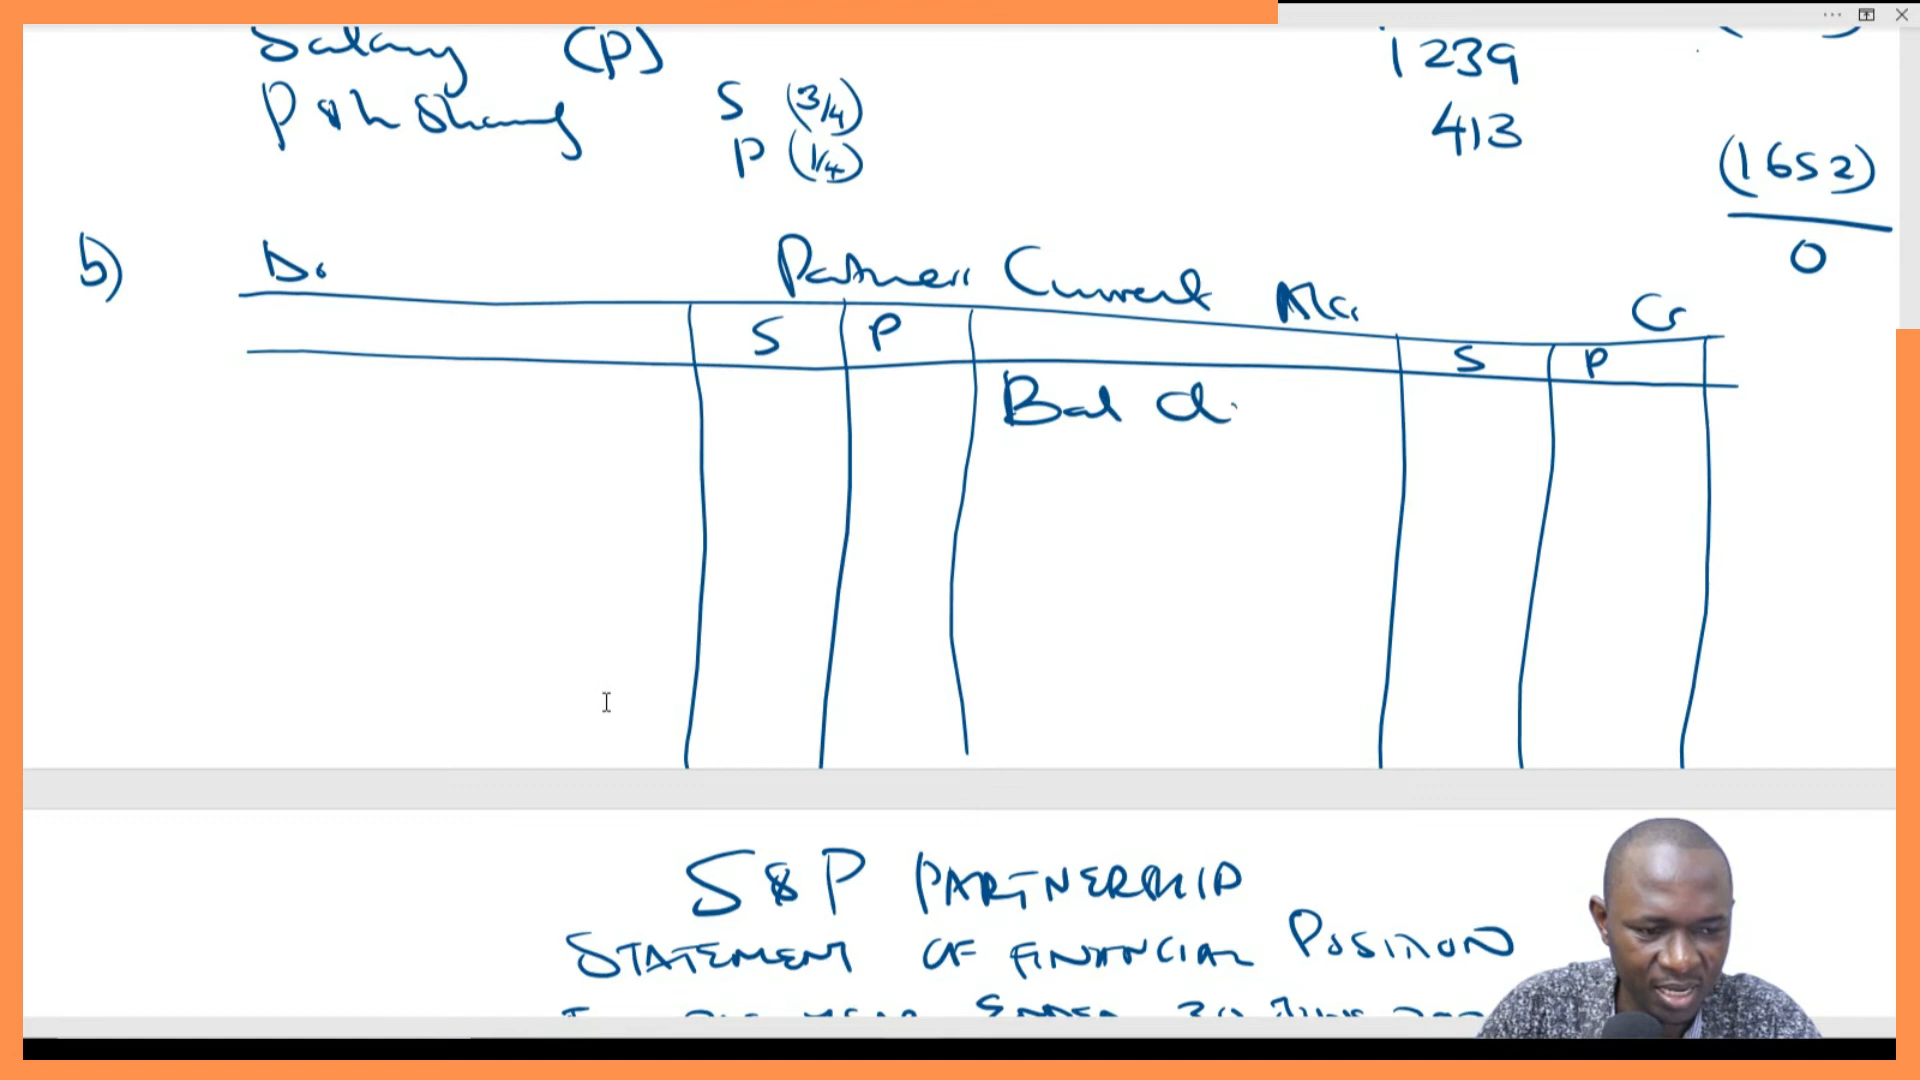 Salary (P)
1239
P & L Sharing S (3/4)
413
P (1/4)
(1652)
0
b) Dr Partners Current A/cs Cr
S P S P
Bal d
S & P PARTNERSHIP
STATEMENT OF FINANCIAL POSITION